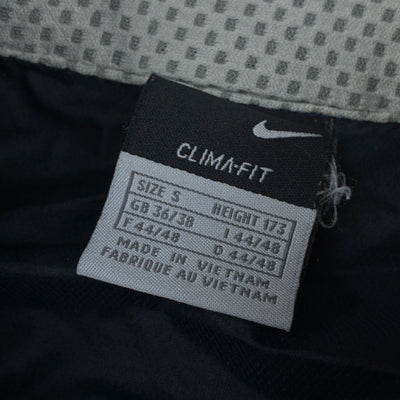 CLIMA-FIT
SIZE S HEIGHT 173
GB 36/38 I 44/48
F 44/48 D 44/48
MADE IN VIETNAM
FABRIQUE AU VIETNAM